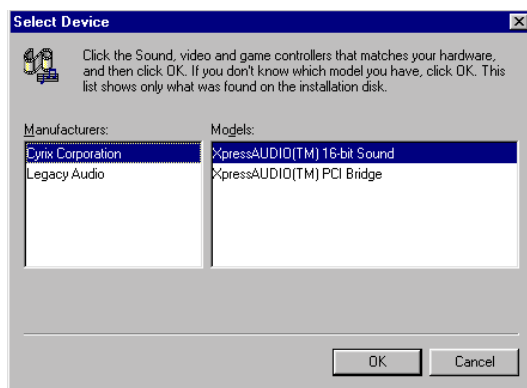 Select Device
Click the Sound, video and game controllers that matches your hardware,
and then click OK. If you don't know which model you have, click OK. This
list shows only what was found on the installation disk.
Manufacturers:
Models:
Cyrix Corporation
Legacy Audio
XpressAUDIO(TM) 16-bit Sound
XpressAUDIO(TM) PCI Bridge
OK
Cancel